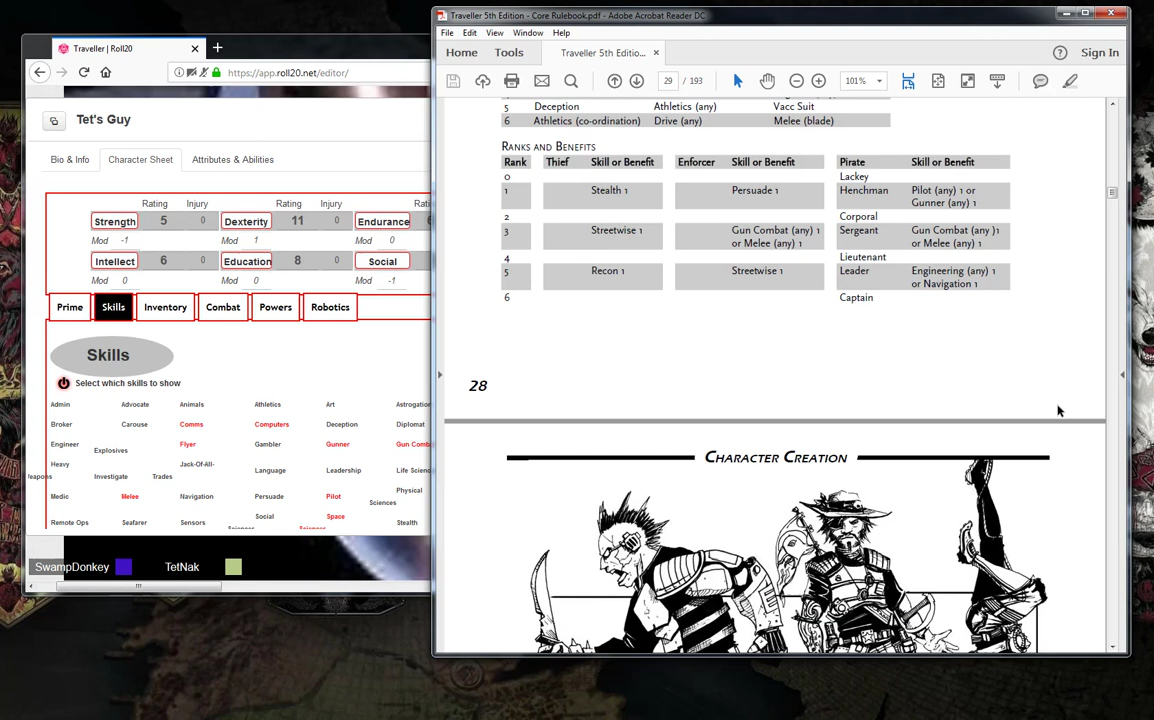 Traveller | Roll20
https://app.roll20.net/editor/
Tet's Guy
Bio & Info
Character Sheet
Attributes & Abilities
Rating Injury Rating Injury Rati
Strength 5 0 Dexterity 11 0 Endurance
Mod -1 Mod 1 Mod 0
Intellect 6 0 Education 8 0 Social
Mod 0 Mod 0 Mod -1
Prime Skills Inventory Combat Powers Robotics
Skills
Select which skills to show
Admin Advocate Animals Athletics Art Astrogation
Broker Carouse Comms Computers Deception Diplomat
Engineer Explosives Flyer Gambler Gunner Gun Comb
Heavy
eapons Investigate Jack-Of-All-
Trades Language Leadership Life Scien
Medic Melee Navigation Persuade Pilot Physical
Sciences
Remote Ops Seafarer Sensors Social
Sciences Space
Sciences Stealth
SwampDonkey
TetNak
Traveller 5th Edition - Core Rulebook.pdf - Adobe Acrobat Reader DC
File Edit View Window Help
Home Tools Traveller 5th Editio... Sign In
29 / 193 101%
5 Deception Athletics (any) Vacc Suit
6 Athletics (co-ordination) Drive (any) Melee (blade)
RANKS AND BENEFITS
Rank Thief Skill or Benefit Enforcer Skill or Benefit Pirate Skill or Benefit
0 Lackey
1 Stealth 1 Persuade 1 Henchman Pilot (any) 1 or
Gunner (any) 1
2 Corporal
3 Streetwise 1 Gun Combat (any) 1 Sergeant Gun Combat (any )1
or Melee (any) 1 or Melee (any) 1
4 Lieutenant
5 Recon 1 Streetwise 1 Leader Engineering (any) 1
or Navigation 1
6 Captain
28
CHARACTER CREATION